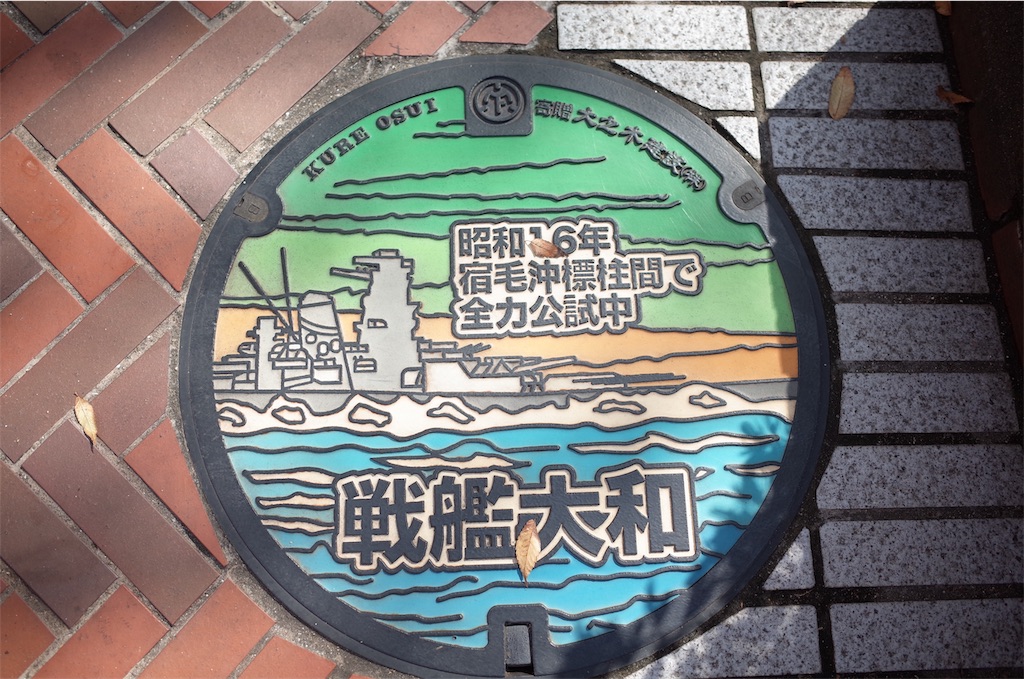 KURE OSUI
寄贈 大之木建設(株)
昭和16年
宿毛沖標柱間で
全力公試中
戦艦大和